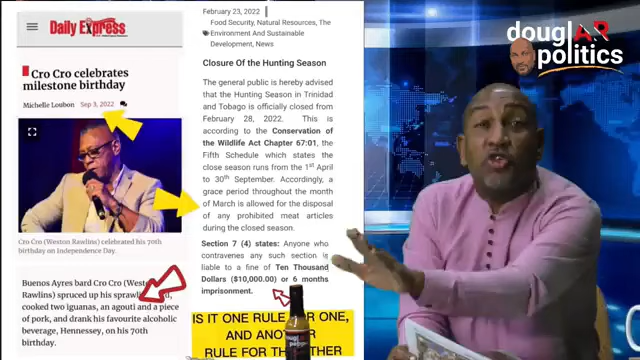 Daily Express
Cro Cro celebrates
milestone birthday
Michelle Loubon Sep 3, 2022
Cro Cro (Weston Rawlins) celebrated his 70th
birthday on Independence Day.
Buenos Ayres bard Cro Cro (Weston
Rawlins) spruced up his sprawling yard,
cooked two iguanas, an agouti and a piece
of pork, and drank his favourite alcoholic
beverage, Hennessey, on his 70th
birthday.
February 23, 2022
Food Security, Natural Resources, The
Environment And Sustainable
Development, News
Closure Of the Hunting Season
The general public is hereby advised
that the Hunting Season in Trinidad
and Tobago is officially closed from
February 28, 2022. This is
according to the Conservation of
the Wildlife Act Chapter 67:01, the
Fifth Schedule which states the
close season runs from the 1st April
to 30th September. Accordingly, a
grace period throughout the month
of March is allowed for the disposal
of any prohibited meat articles
during the closed season.
Section 7 (4) states: Anyone who
contravenes any such section is
liable to a fine of Ten Thousand
Dollars ($10,000.00) or 6 months
imprisonment.
IS IT ONE RULE FOR ONE,
AND ANOTHER
RULE FOR THE OTHER
douglAR
politics